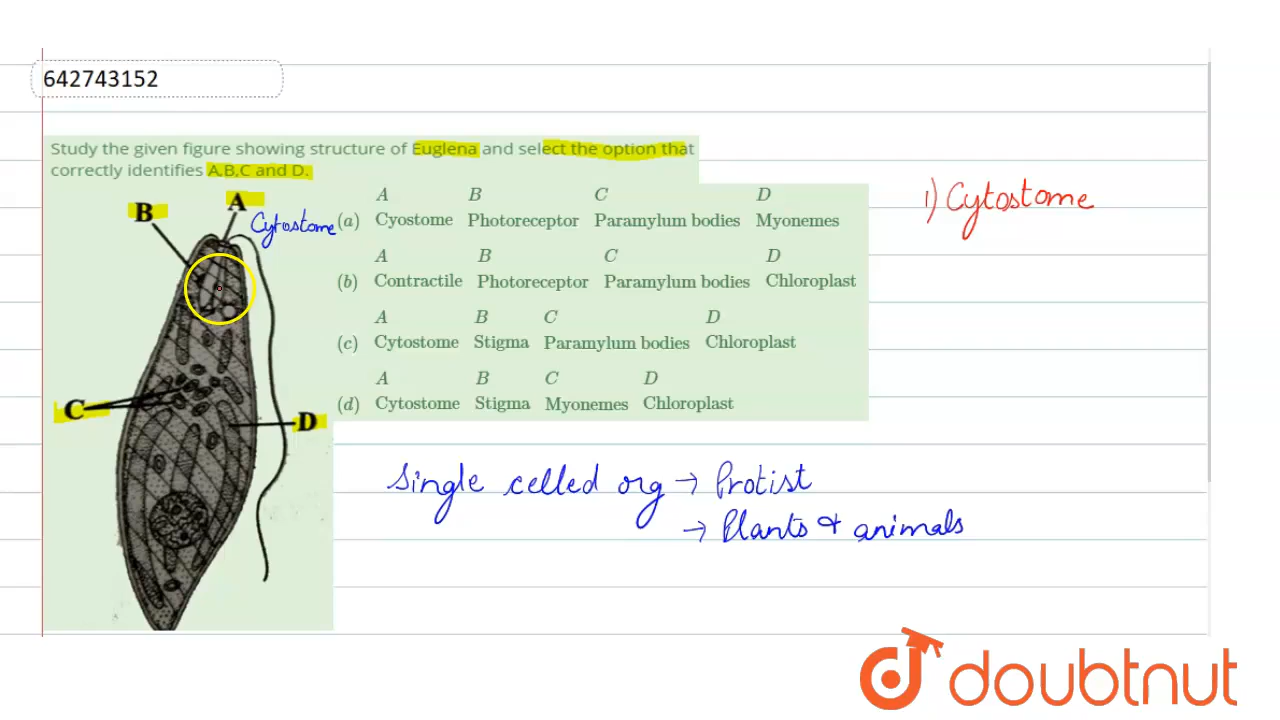 642743152
Study the given figure showing structure of Euglena and select the option that
correctly identifies A,B,C and D.
B
A
Cytostome
C
D
A B C D
(a) Cyostome Photoreceptor Paramylum bodies Myonemes
A B C D
(b) Contractile Photoreceptor Paramylum bodies Chloroplast
A B C D
(c) Cytostome Stigma Paramylum bodies Chloroplast
A B C D
(d) Cytostome Stigma Myonemes Chloroplast
1) Cytostome
Single celled org → Protist
→ Plants & animals
doubtnut